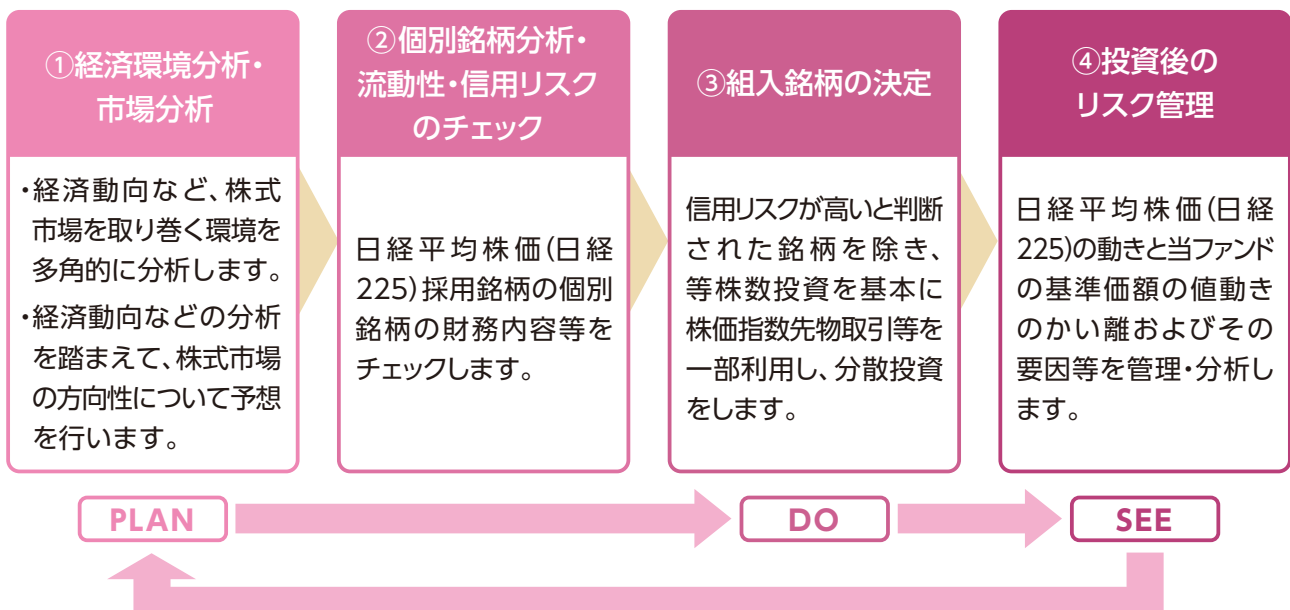 ①経済環境分析・
市場分析
・経済動向など、株式
市場を取り巻く環境を
多角的に分析します。
・経済動向などの分析
を踏まえて、株式市場
の方向性について予想
を行います。
②個別銘柄分析・
流動性・信用リスク
のチェック
日経平均株価(日経
225)採用銘柄の個別
銘柄の財務内容等を
チェックします。
③組入銘柄の決定
信用リスクが高いと判断
された銘柄を除き、
等株数投資を基本に
株価指数先物取引等を
一部利用し、分散投資
をします。
④投資後の
リスク管理
日経平均株価(日経
225)の動きと当ファンド
の基準価額の値動き
のかい離およびその
要因等を管理・分析し
ます。
PLAN
DO
SEE